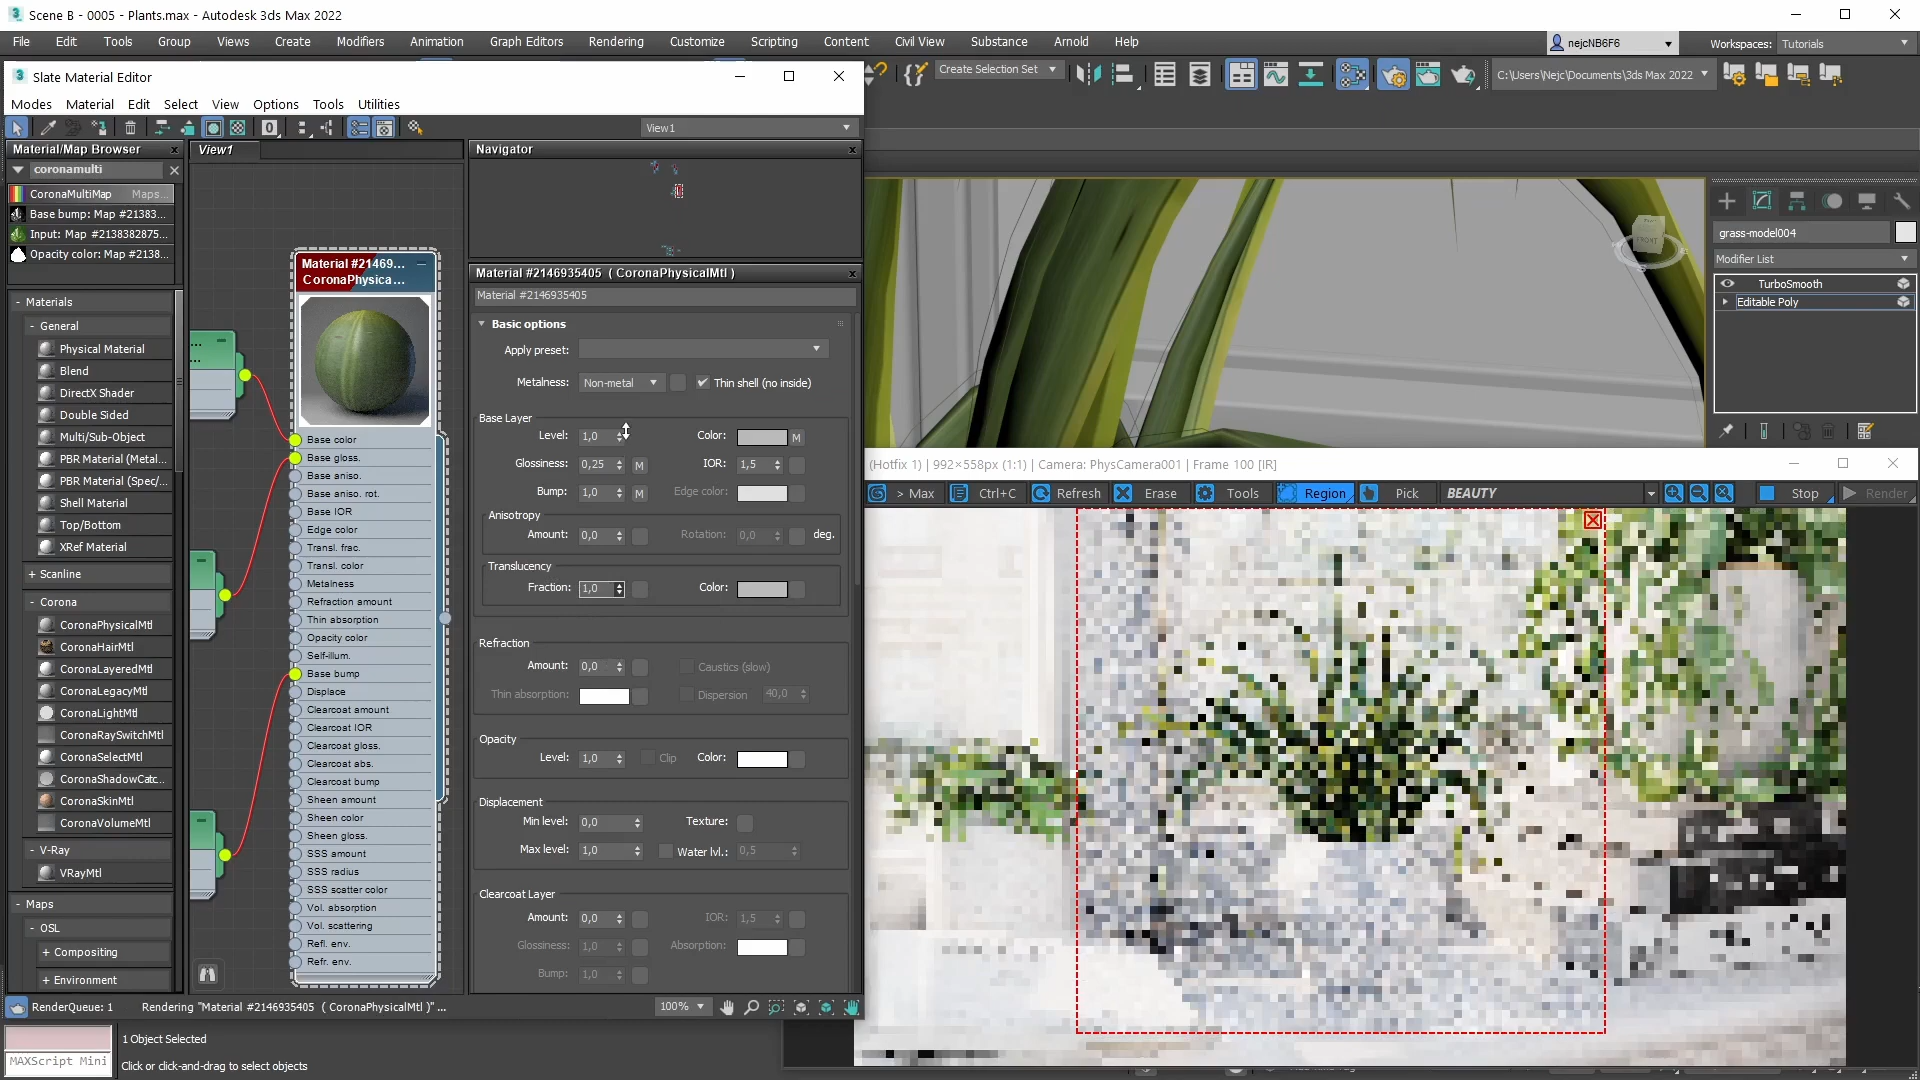 Scene B - 0005 - Plants.max - Autodesk 3ds Max 2022
File Edit Tools Group Views Create Modifiers Animation Graph Editors Rendering Customize Scripting Content Civil View Substance Arnold Help
nejcNB6F6
Workspaces: Tutorials
Slate Material Editor
Create Selection Set
C:\Users\Nejc\Documents\3ds Max 2022
Modes Material Edit Select View Options Tools Utilities
View1
Material/Map Browser
View1
Navigator
coronamulti
CoronaMultiMap Maps...
Base bump: Map #21383...
Input: Map #2138382875...
Opacity color: Map #2138...
- Materials
- General
Physical Material
Blend
DirectX Shader
Double Sided
Multi/Sub-Object
PBR Material (Metal...
PBR Material (Spec/...
Shell Material
Top/Bottom
XRef Material
+ Scanline
- Corona
CoronaPhysicalMtl
CoronaHairMtl
CoronaLayeredMtl
CoronaLegacyMtl
CoronaLightMtl
CoronaRaySwitchMtl
CoronaSelectMtl
CoronaShadowCatc...
CoronaSkinMtl
CoronaVolumeMtl
- V-Ray
VRayMtl
- Maps
- OSL
+ Compositing
+ Environment
Material #21469...
CoronaPhysica...
Base color
Base gloss.
Base aniso.
Base aniso. rot.
Base IOR
Edge color
Transl. frac.
Transl. color
Metalness
Refraction amount
Thin absorption
Opacity color
Self-illum.
Base bump
Displace
Clearcoat amount
Clearcoat IOR
Clearcoat gloss.
Clearcoat abs.
Clearcoat bump
Sheen amount
Sheen color
Sheen gloss.
SSS amount
SSS radius
SSS scatter color
Vol. absorption
Vol. scattering
Refl. env.
Refr. env.
Material #2146935405 ( CoronaPhysicalMtl )
Material #2146935405
Basic options
Apply preset:
Metalness: Non-metal Thin shell (no inside)
Base Layer
Level: 1,0 Color: M
Glossiness: 0,25 M IOR: 1,5
Bump: 1,0 M Edge color:
Anisotropy
Amount: 0,0 Rotation: 0,0 deg.
Translucency
Fraction: 1,0 Color:
Refraction
Amount: 0,0 Caustics (slow)
Thin absorption: Dispersion 40,0
Opacity
Level: 1,0 Clip Color:
Displacement
Min level: 0,0 Texture:
Max level: 1,0 Water lvl.: 0,5
Clearcoat Layer
Amount: 0,0 IOR: 1,5
Glossiness: 1,0 Absorption:
Bump: 1,0
FRONT
grass-model004
Modifier List
TurboSmooth
Editable Poly
(Hotfix 1) | 992×558px (1:1) | Camera: PhysCamera001 | Frame 100 [IR]
> Max Ctrl+C Refresh Erase Tools Region Pick BEAUTY Stop Render
RenderQueue: 1 Rendering "Material #2146935405 ( CoronaPhysicalMtl )"... 100%
1 Object Selected
MAXScript Mini
Click or click-and-drag to select objects